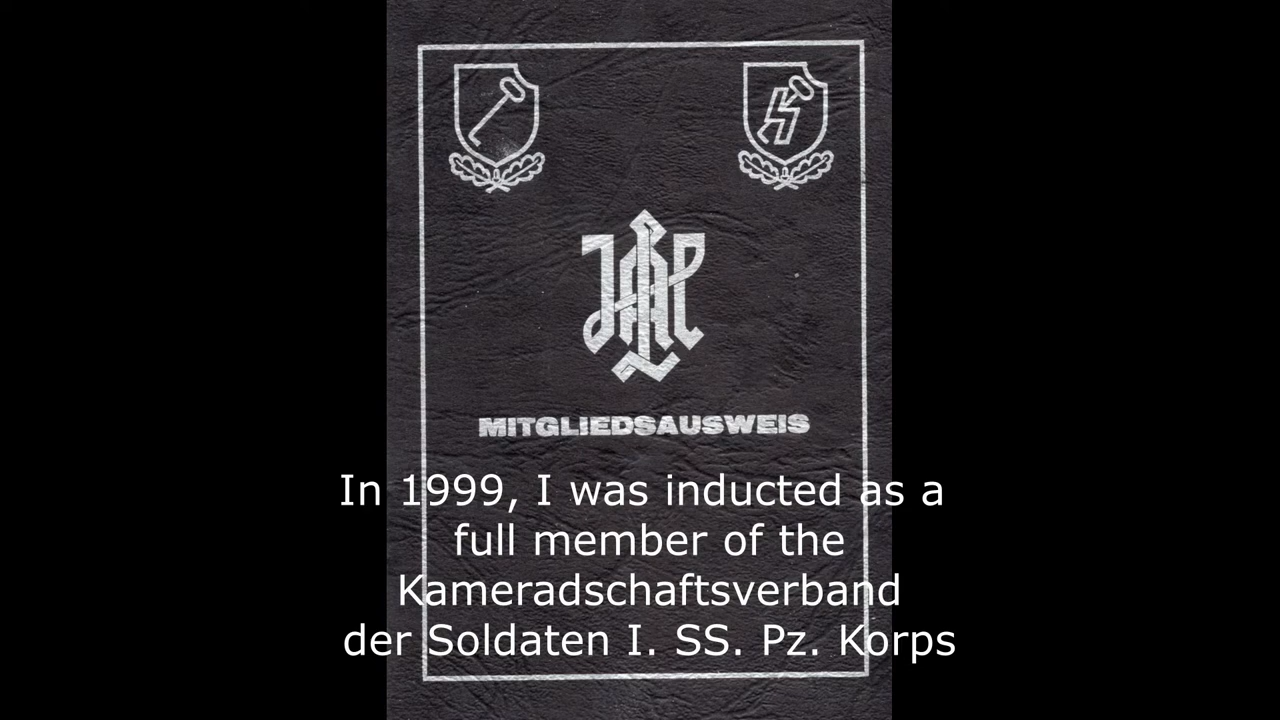 MITGLIEDSAUSWEIS
In 1999, I was inducted as a
full member of the
Kameradschaftsverband
der Soldaten I. SS. Pz. Korps